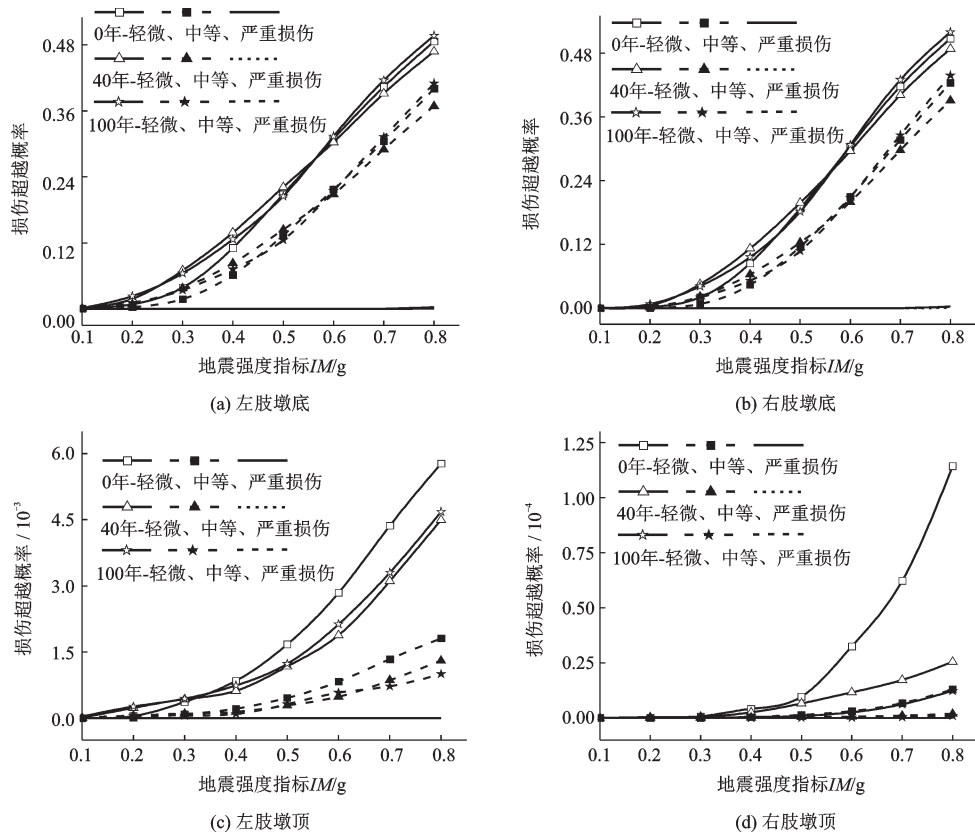 0年-轻微、中等、严重损伤
40年-轻微、中等、严重损伤
100年-轻微、中等、严重损伤
损伤超越概率
0.48
0.36
0.24
0.12
0.00
0.1 0.2 0.3 0.4 0.5 0.6 0.7 0.8
地震强度指标IM/g
(a) 左肢墩底
0年-轻微、中等、严重损伤
40年-轻微、中等、严重损伤
100年-轻微、中等、严重损伤
损伤超越概率
0.48
0.36
0.24
0.12
0.00
0.1 0.2 0.3 0.4 0.5 0.6 0.7 0.8
地震强度指标IM/g
(b) 右肢墩底
0年-轻微、中等、严重损伤
40年-轻微、中等、严重损伤
100年-轻微、中等、严重损伤
损伤超越概率 / 10⁻³
6.0
4.5
3.0
1.5
0.0
0.1 0.2 0.3 0.4 0.5 0.6 0.7 0.8
地震强度指标IM/g
(c) 左肢墩顶
0年-轻微、中等、严重损伤
40年-轻微、中等、严重损伤
100年-轻微、中等、严重损伤
损伤超越概率 / 10⁻⁴
1.25
1.00
0.75
0.50
0.25
0.00
0.1 0.2 0.3 0.4 0.5 0.6 0.7 0.8
地震强度指标IM/g
(d) 右肢墩顶